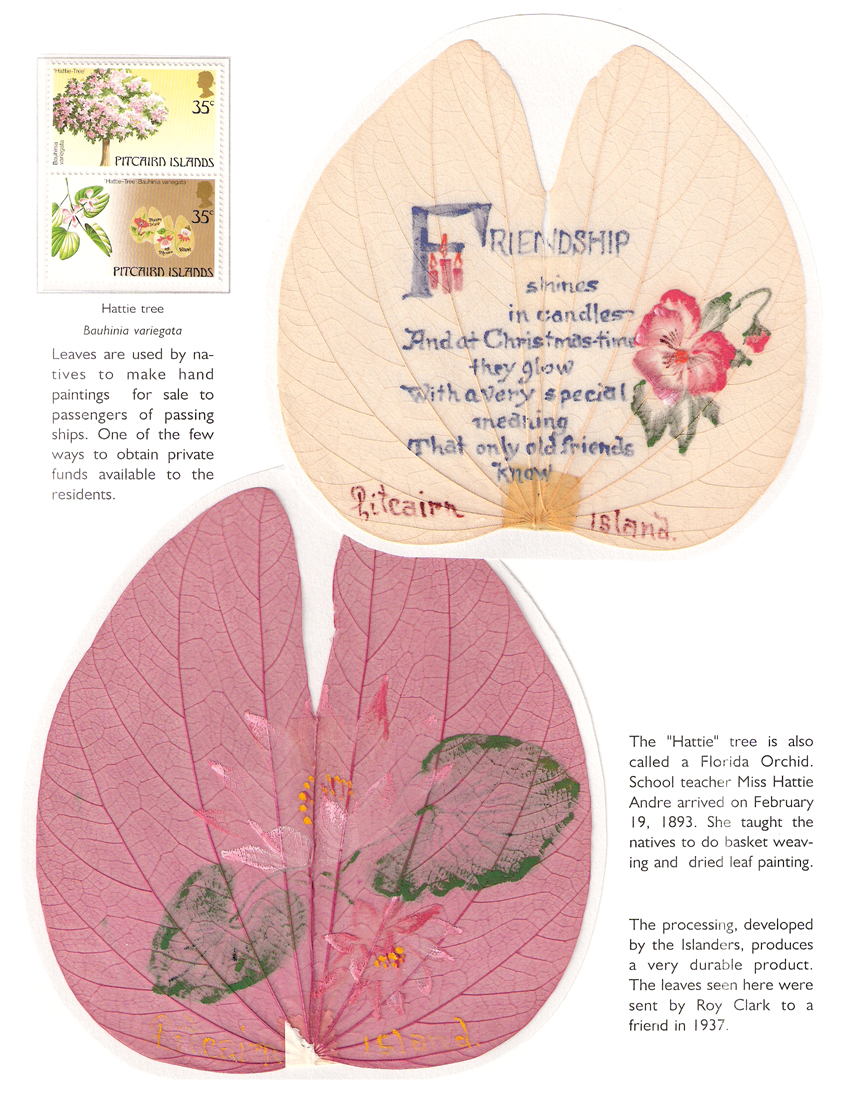 'Hattie-Tree'
35c
Bauhinia
variegata
PITCAIRN ISLANDS
'Hattie-Tree' Bauhinia variegata
35c
PITCAIRN ISLANDS
Hattie tree
Bauhinia variegata
Leaves are used by na-
tives to make hand
paintings for sale to
passengers of passing
ships. One of the few
ways to obtain private
funds available to the
residents.
FRIENDSHIP
shines
in candles
And at Christmas-time
they glow
With a very special
meaning
That only old friends
know
Pitcairn Island.
Pitcairn Island.
The "Hattie" tree is also
called a Florida Orchid.
School teacher Miss Hattie
Andre arrived on February
19, 1893. She taught the
natives to do basket weav-
ing and dried leaf painting.
The processing, developed
by the Islanders, produces
a very durable product.
The leaves seen here were
sent by Roy Clark to a
friend in 1937.